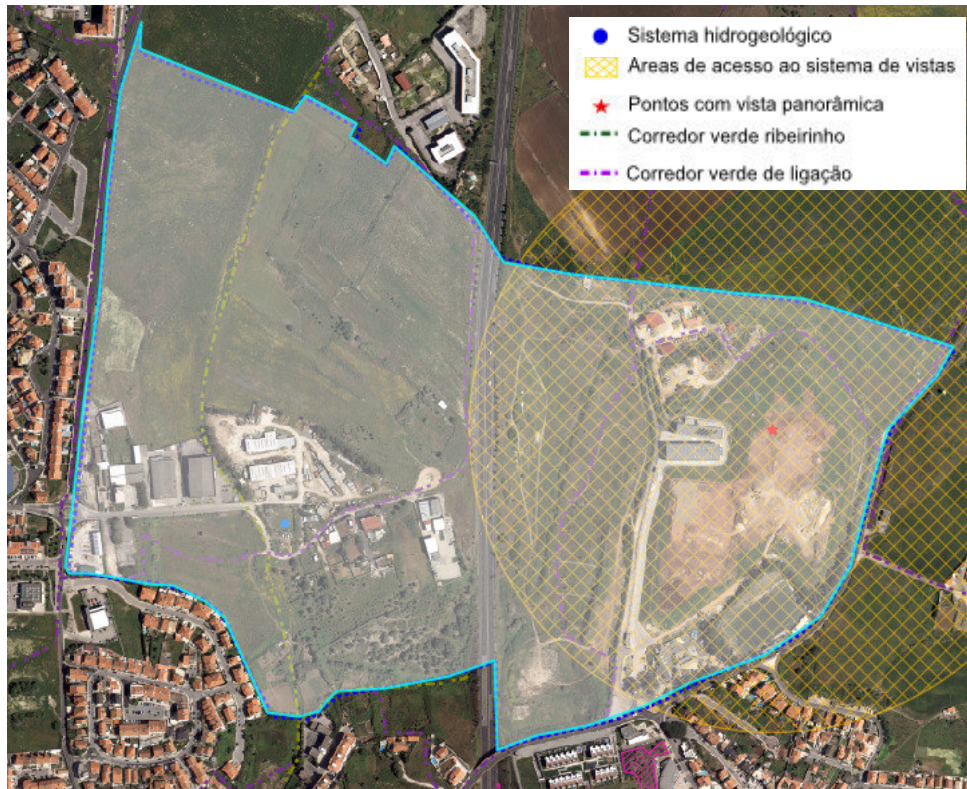 Sistema hidrogeológico
Areas de acesso ao sistema de vistas
Pontos com vista panorâmica
Corredor verde ribeirinho
Corredor verde de ligação